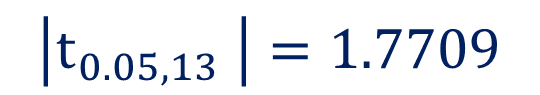 |t₀.₀₅,₁₃ | = 1.7709